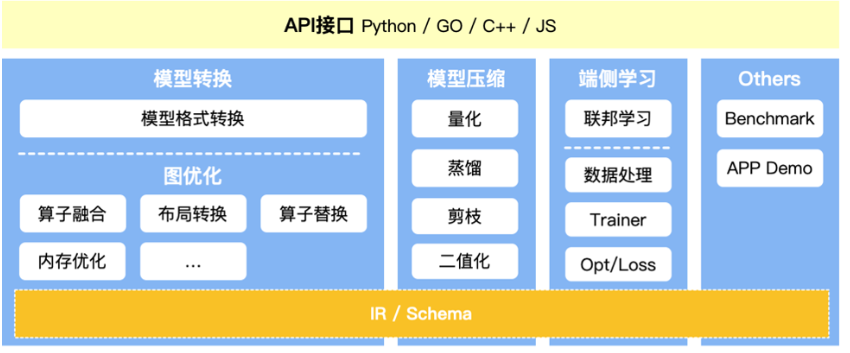 API接口 Python / GO / C++ / JS
模型转换
模型格式转换
图优化
算子融合
布局转换
算子替换
内存优化
...
模型压缩
量化
蒸馏
剪枝
二值化
端侧学习
联邦学习
数据处理
Trainer
Opt/Loss
Others
Benchmark
APP Demo
IR / Schema